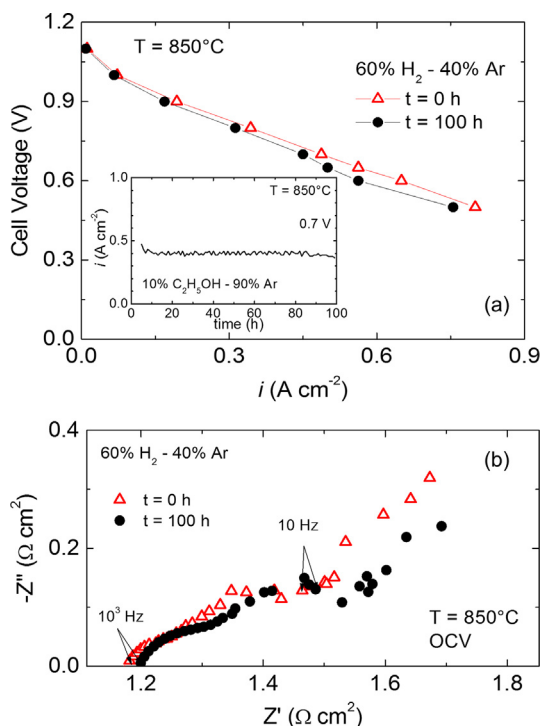 T = 850°C
60% H2 - 40% Ar
t = 0 h
t = 100 h
1.2
0.9
0.6
0.3
0.0
Cell Voltage (V)
T = 850°C
0.7 V
10% C2H5OH - 90% Ar
1.0
0.8
0.5
0.3
0.0
i (A cm-2)
0 20 40 60 80 100
time (h)
(a)
0.0 0.3 0.6 0.9
i (A cm-2)
(b)
60% H2 - 40% Ar
t = 0 h
t = 100 h
10 Hz
10³ Hz
T = 850°C
OCV
0.4
0.2
0.0
-Z'' (Ω cm2)
1.2 1.4 1.6 1.8
Z' (Ω cm2)